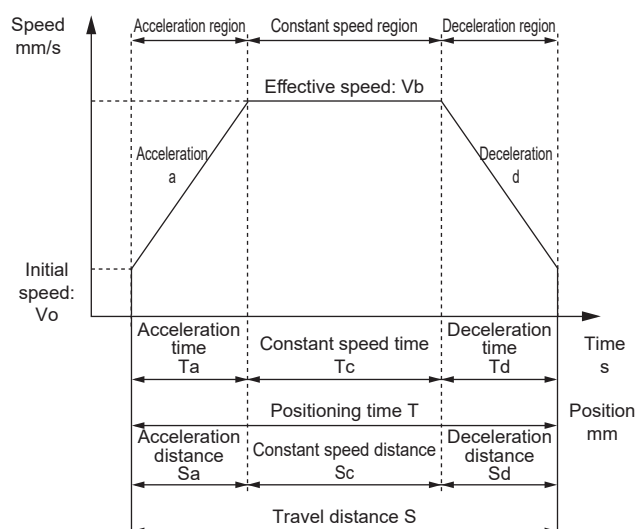 Speed
mm/s
Acceleration region
Constant speed region
Deceleration region
Effective speed: Vb
Acceleration
a
Deceleration
d
Initial
speed:
Vo
Acceleration
time
Ta
Constant speed time
Tc
Deceleration
time
Td
Time
s
Positioning time T
Position
mm
Acceleration
distance
Sa
Constant speed distance
Sc
Deceleration
distance
Sd
Travel distance S